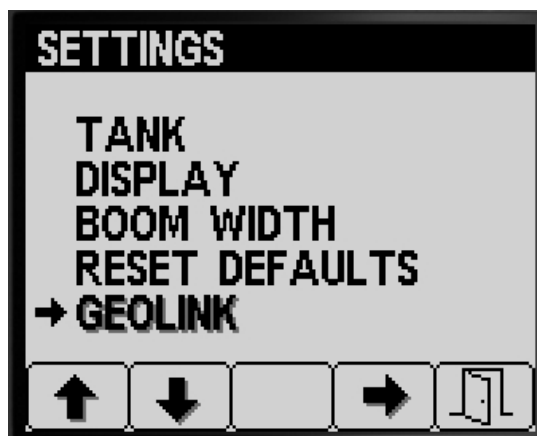 SETTINGS
TANK
DISPLAY
BOOM WIDTH
RESET DEFAULTS
GEOLINK